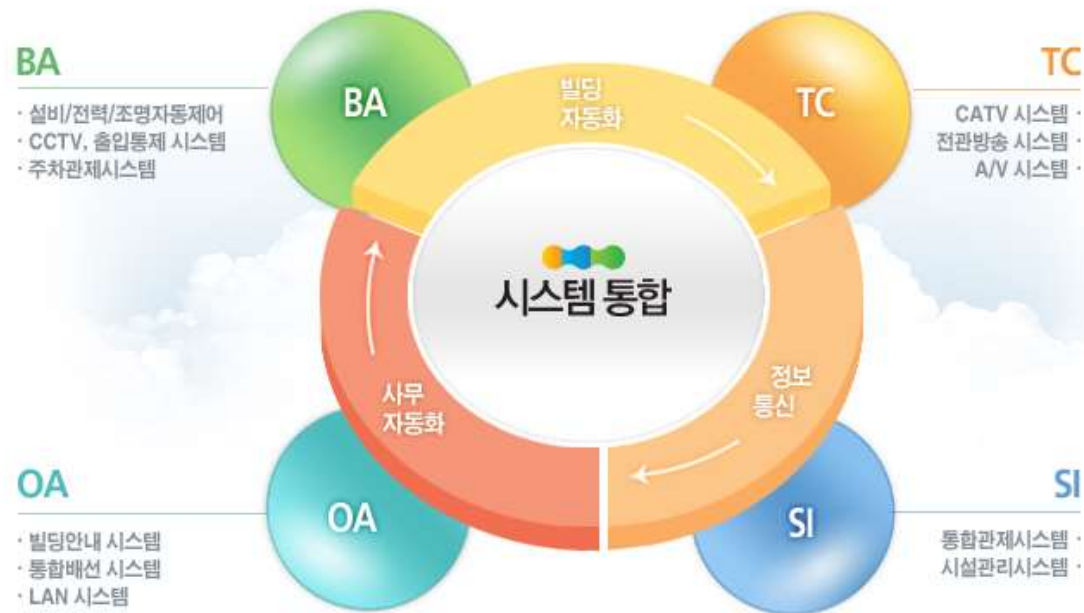 BA
· 설비/전력/조명자동제어
· CCTV, 출입통제 시스템
· 주차관제시스템
BA
빌딩
자동화
TC
TC
CATV 시스템 ·
전관방송 시스템 ·
A/V 시스템 ·
시스템 통합
사무
자동화
정보
통신
OA
· 빌딩안내 시스템
· 통합배선 시스템
· LAN 시스템
OA
SI
SI
통합관제시스템 ·
시설관리시스템 ·